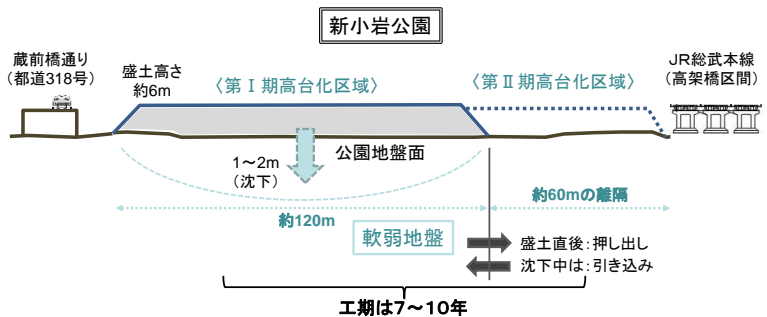 新小岩公園
蔵前橋通り
（都道318号）
盛土高さ
約6m
〈第Ⅰ期高台化区域〉
〈第Ⅱ期高台化区域〉
JR総武本線
（高架橋区間）
1～2m
（沈下）
公園地盤面
約120m
約60mの離隔
軟弱地盤
盛土直後：押し出し
沈下中は：引き込み
工期は7～10年